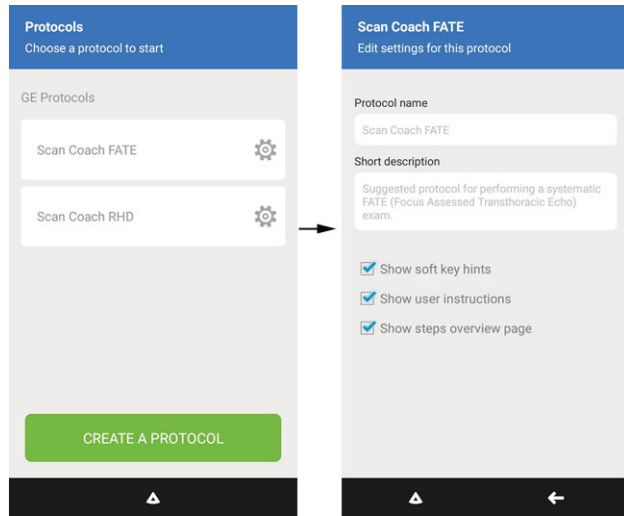 Protocols
Choose a protocol to start
GE Protocols
Scan Coach FATE
Scan Coach RHD
CREATE A PROTOCOL
Scan Coach FATE
Edit settings for this protocol
Protocol name
Scan Coach FATE
Short description
Suggested protocol for performing a systematic
FATE (Focus Assessed Transthoracic Echo)
exam.
Show soft key hints
Show user instructions
Show steps overview page